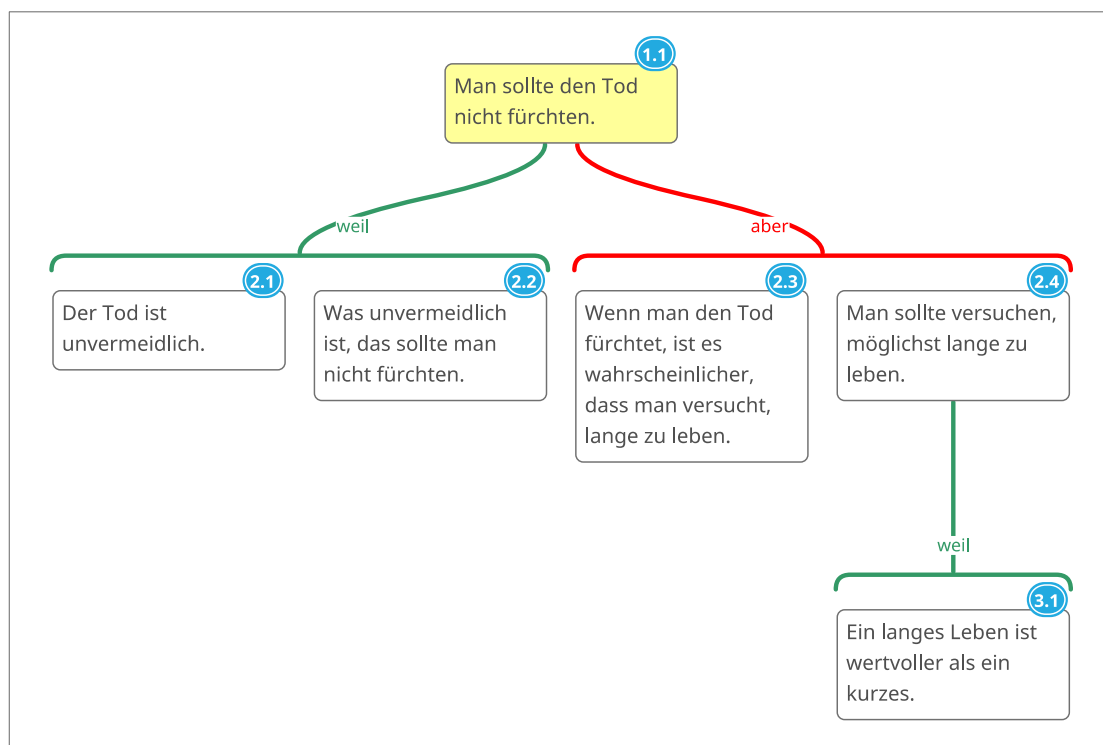 1.1
Man sollte den Tod
nicht fürchten.
weil
aber
2.1
Der Tod ist
unvermeidlich.
2.2
Was unvermeidlich
ist, das sollte man
nicht fürchten.
2.3
Wenn man den Tod
fürchtet, ist es
wahrscheinlicher,
dass man versucht,
lange zu leben.
2.4
Man sollte versuchen,
möglichst lange zu
leben.
weil
3.1
Ein langes Leben ist
wertvoller als ein
kurzes.